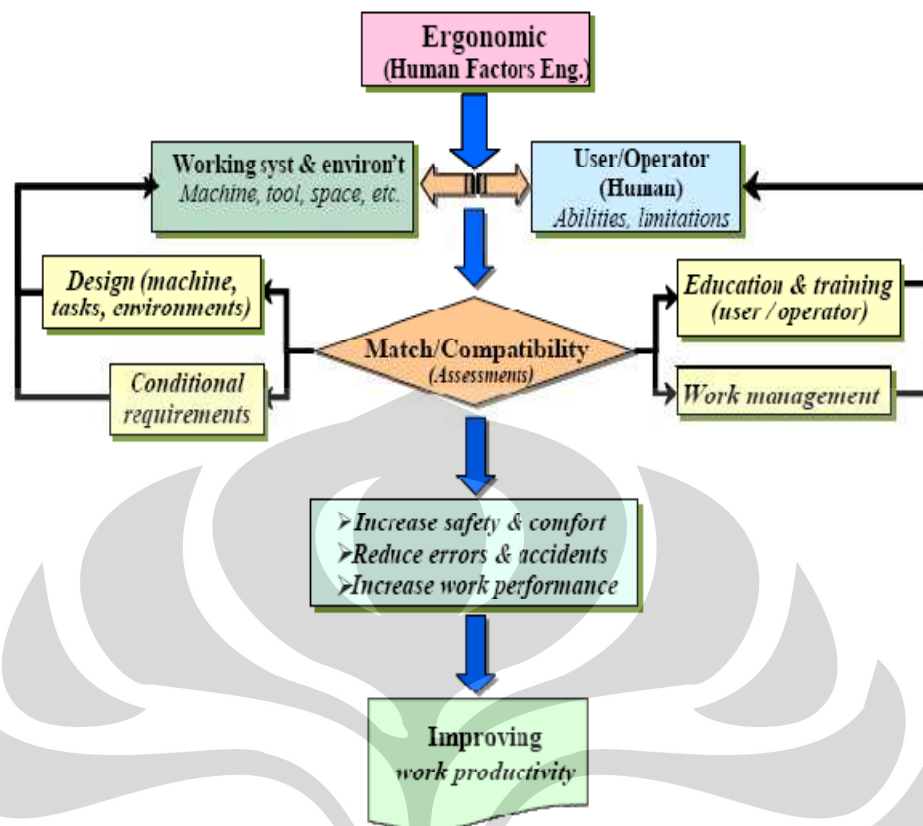 Ergonomic
(Human Factors Eng.)
Working syst & environ't
Machine, tool, space, etc.
User/Operator
(Human)
Abilities, limitations
Design (machine,
tasks, environments)
Conditional
requirements
Match/Compatibility
(Assessments)
Education & training
(user / operator)
Work management
➢Increase safety & comfort
➢Reduce errors & accidents
➢Increase work performance
Improving
work productivity